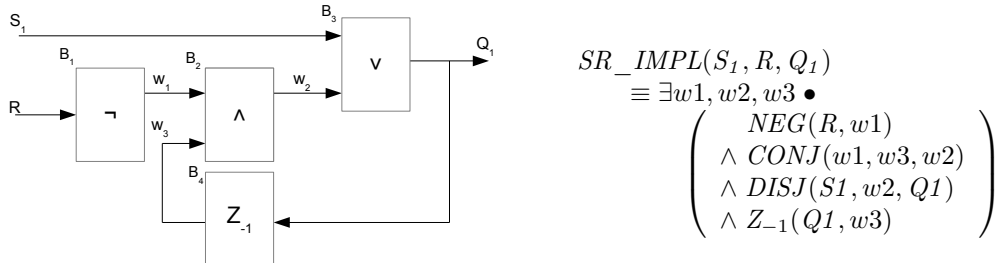 S₁
B₃
B₁
B₂
Q₁
w₁
w₂
R
w₃
¬
∧
∨
B₄
Z₋₁
SR_IMPL(S₁, R, Q₁)
≡ ∃w1, w2, w3 •
NEG(R, w1)
∧ CONJ(w1, w3, w2)
∧ DISJ(S1, w2, Q1)
∧ Z₋₁(Q1, w3)